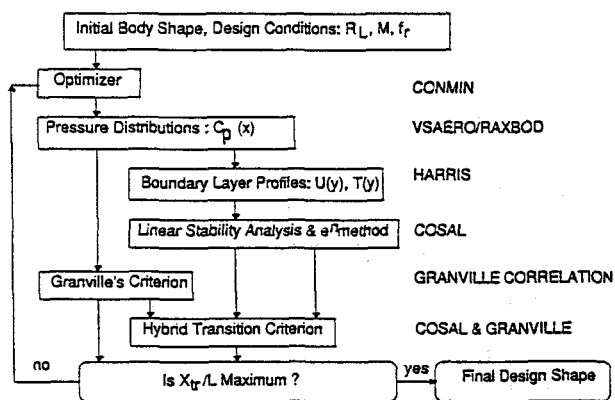 Initial Body Shape, Design Conditions: R_L, M, f_r
Optimizer
CONMIN
Pressure Distributions : C_p (x)
VSAERO/RAXBOD
Boundary Layer Profiles: U(y), T(y)
HARRIS
Linear Stability Analysis & e^n method
COSAL
Granville's Criterion
GRANVILLE CORRELATION
Hybrid Transition Criterion
COSAL & GRANVILLE
no
Is X_tr/L Maximum ?
yes
Final Design Shape